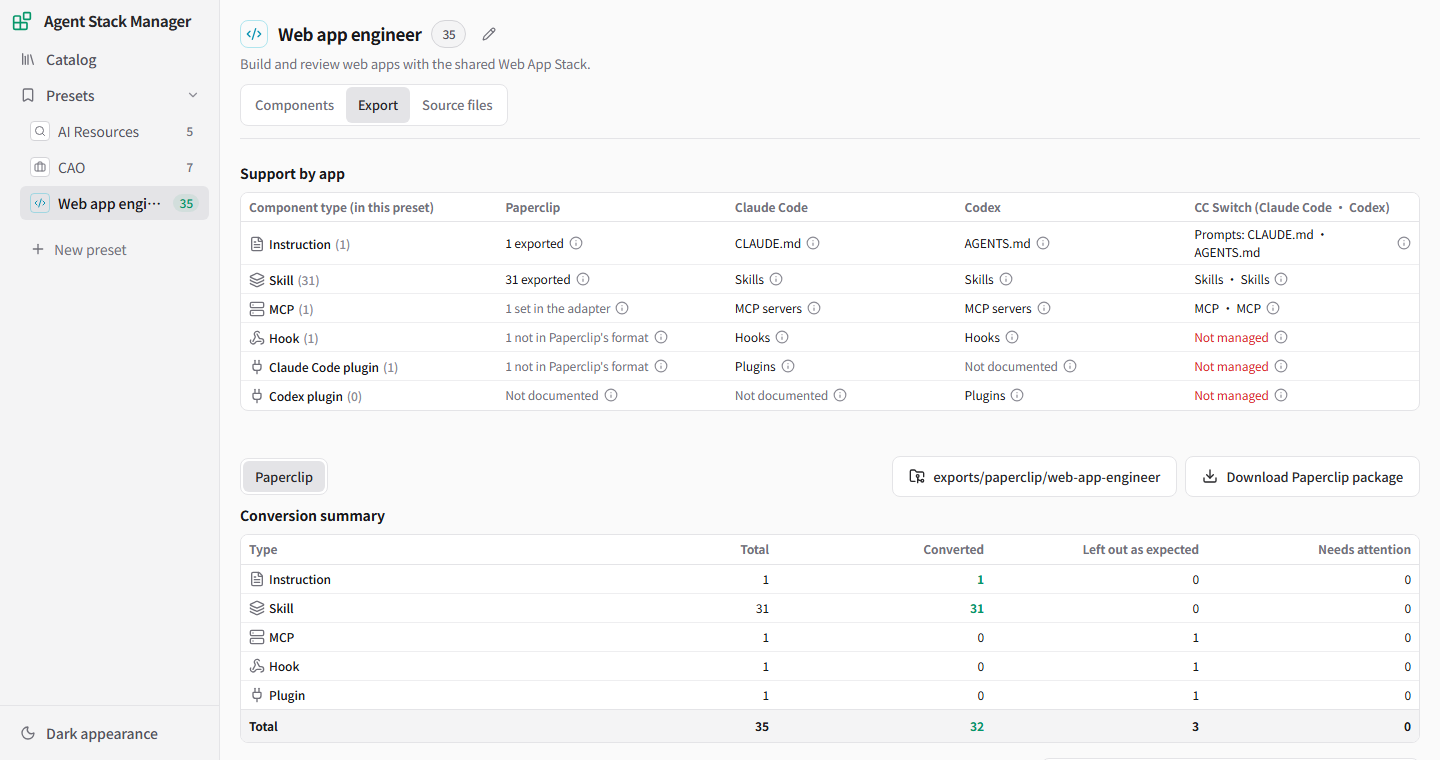 Agent Stack Manager
Catalog
Presets
AI Resources 5
CAO 7
Web app engi··· 35
New preset
Dark appearance
Web app engineer 35
Build and review web apps with the shared Web App Stack.
Components Export Source files
Support by app
Component type (in this preset) Paperclip Claude Code Codex CC Switch (Claude Code • Codex)
Instruction (1) 1 exported CLAUDE.md AGENTS.md Prompts: CLAUDE.md •
AGENTS.md
Skill (31) 31 exported Skills Skills Skills • Skills
MCP (1) 1 set in the adapter MCP servers MCP servers MCP • MCP
Hook (1) 1 not in Paperclip's format Hooks Hooks Not managed
Claude Code plugin (1) 1 not in Paperclip's format Plugins Not documented Not managed
Codex plugin (0) Not documented Not documented Plugins Not managed
Paperclip exports/paperclip/web-app-engineer Download Paperclip package
Conversion summary
Type Total Converted Left out as expected Needs attention
Instruction 1 1 0 0
Skill 31 31 0 0
MCP 1 0 1 0
Hook 1 0 1 0
Plugin 1 0 1 0
Total 35 32 3 0